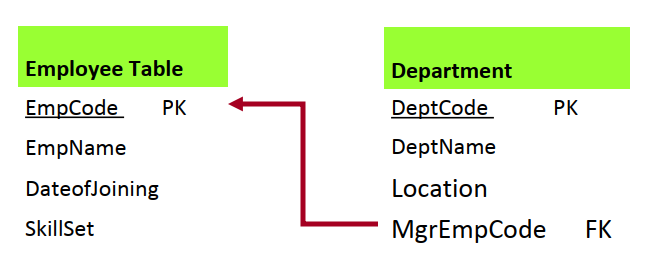 Employee Table
EmpCode PK
EmpName
DateofJoining
SkillSet
Department
DeptCode PK
DeptName
Location
MgrEmpCode FK